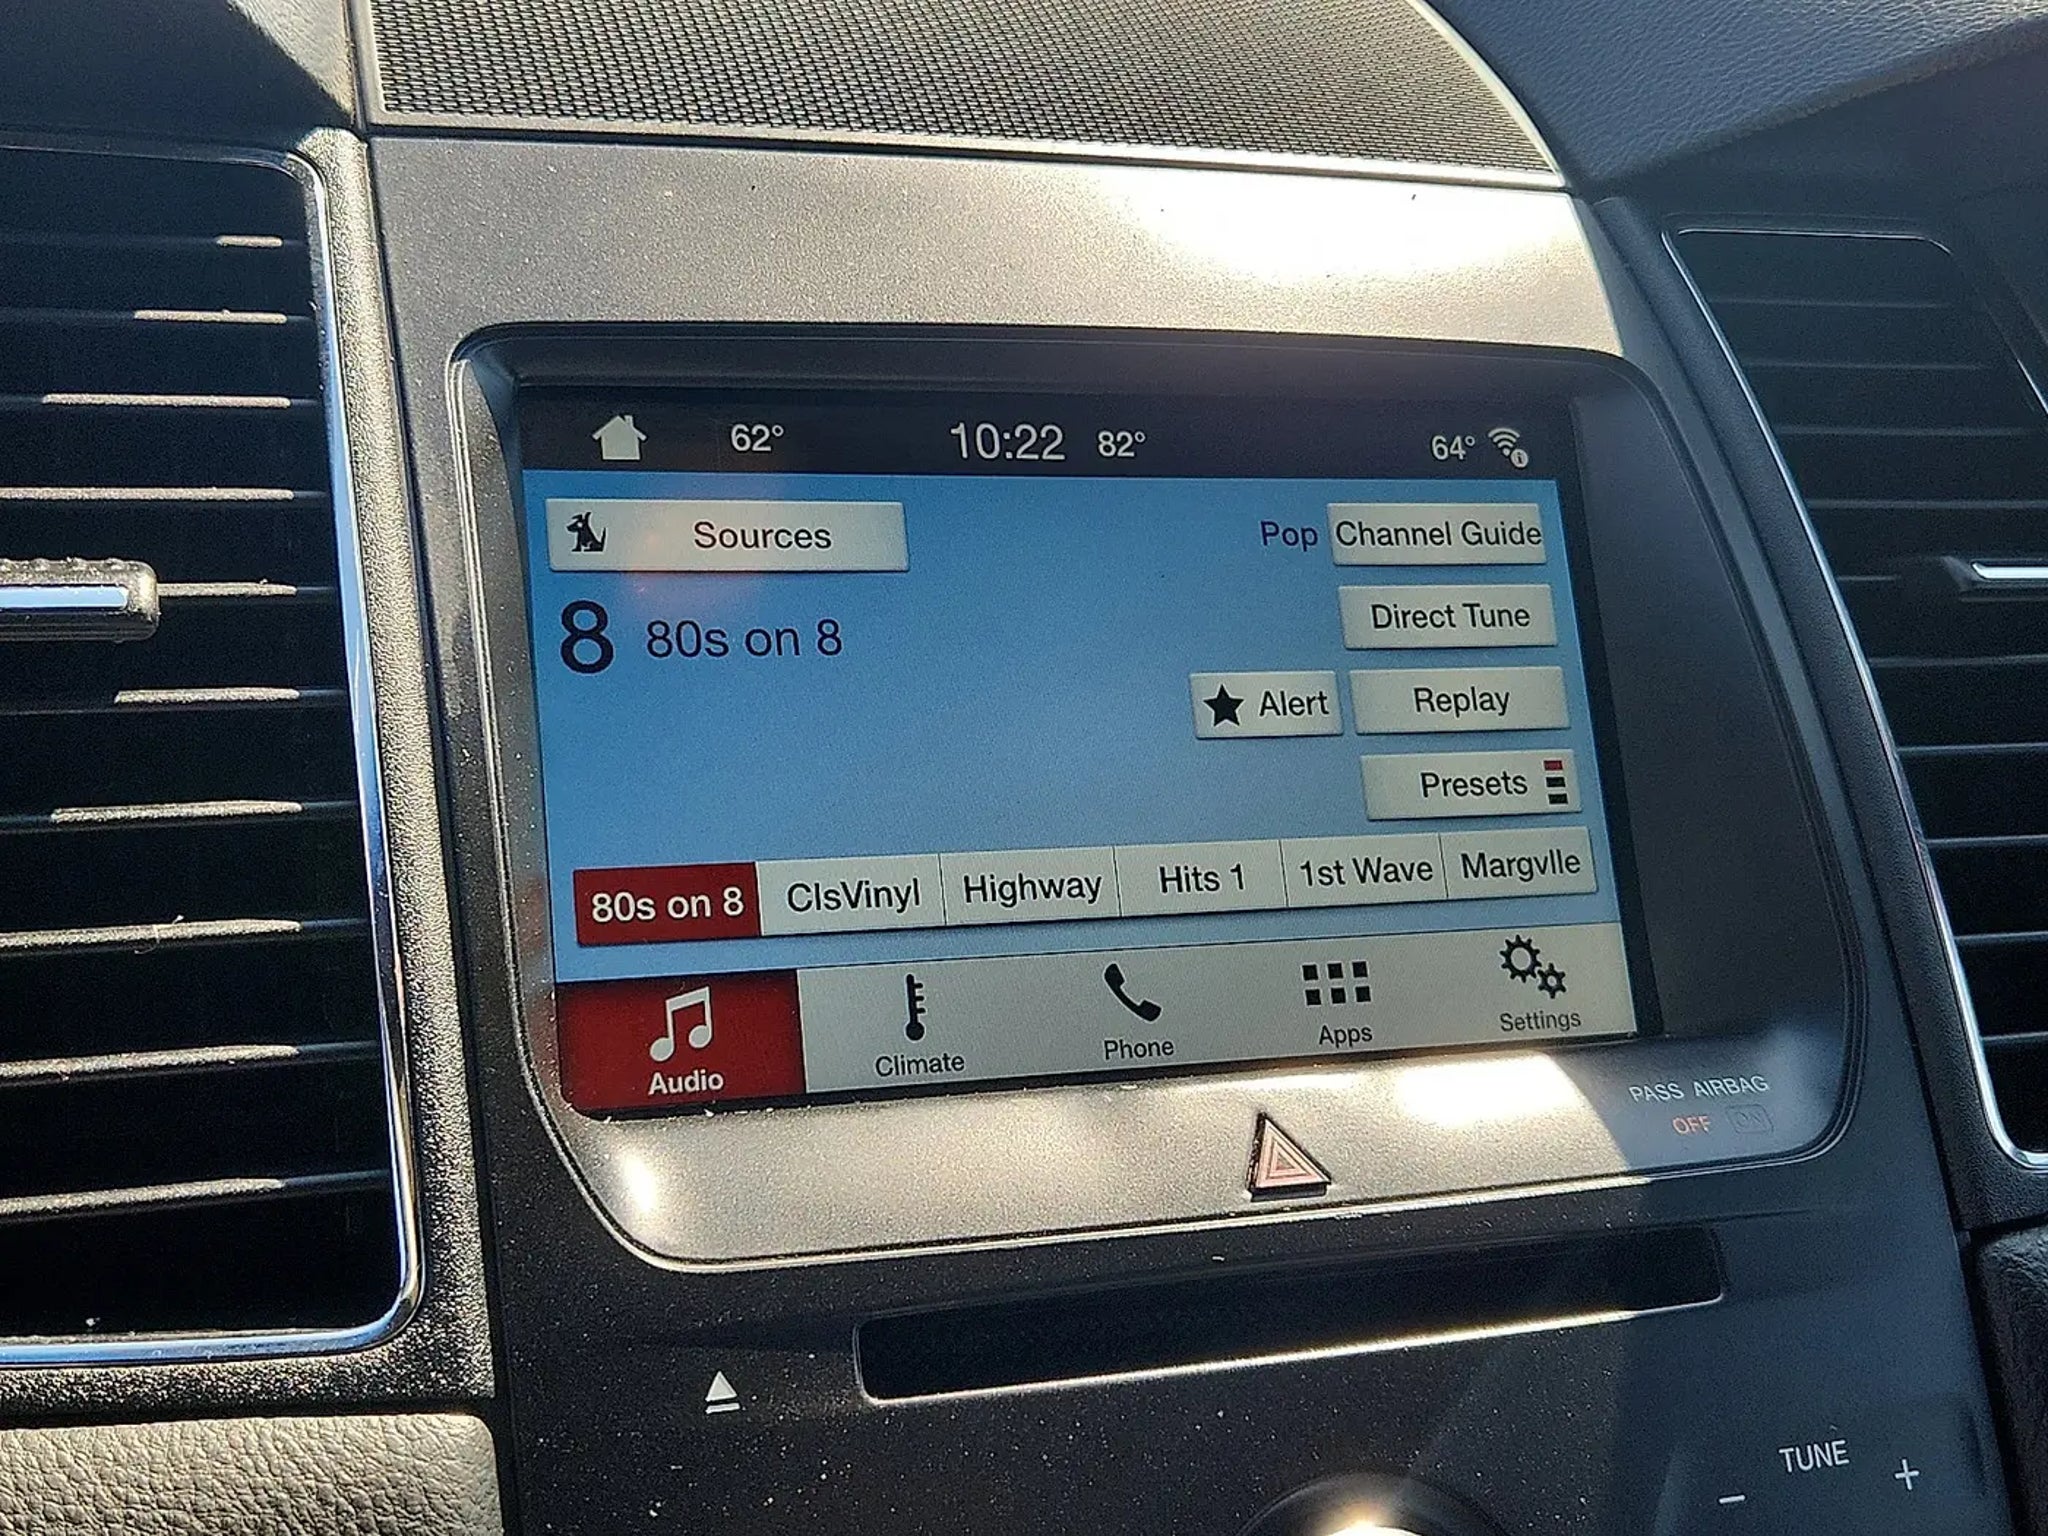 62° 10:22 82° 64°
Sources Pop Channel Guide
8 80s on 8 Direct Tune
Alert Replay
Presets
80s on 8 ClsVinyl Highway Hits 1 1st Wave Margvlle
Audio Climate Phone Apps Settings
PASS AIRBAG
OFF ON
TUNE
- +